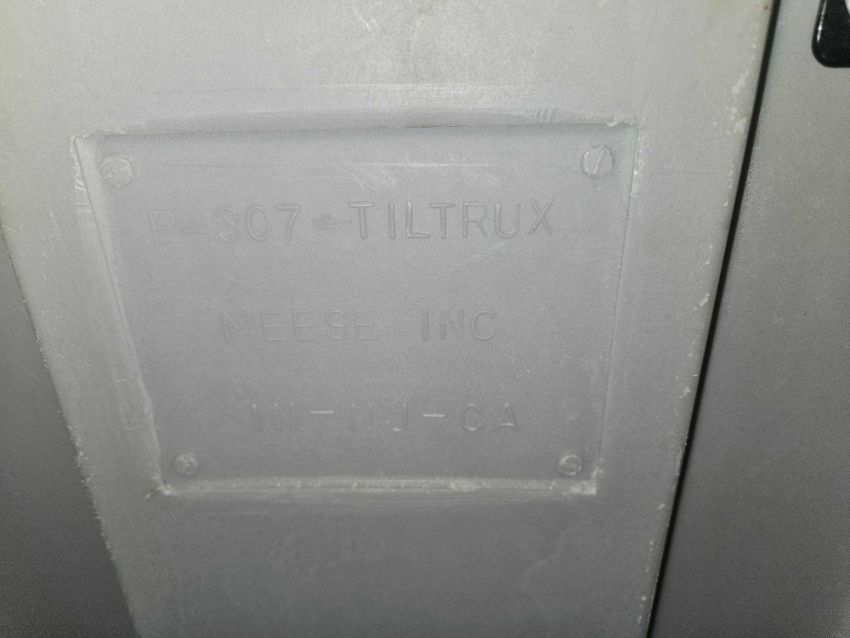 P-307 TILTRUX
MEESE INC
IN-NJ-CA